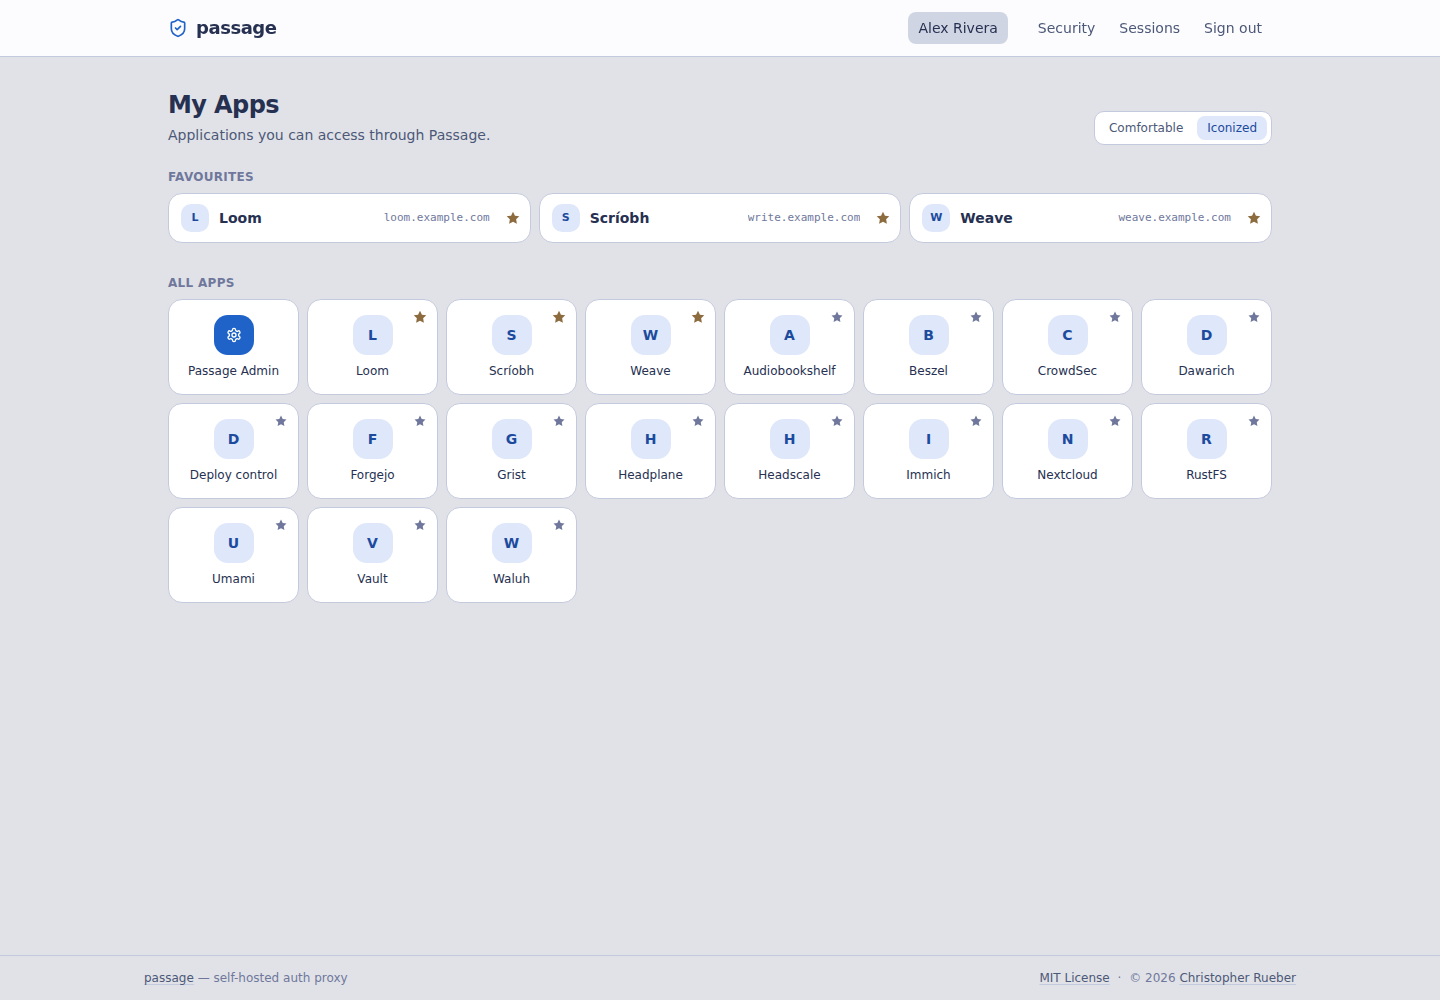 passage
Alex Rivera Security Sessions Sign out
My Apps
Applications you can access through Passage.
Comfortable Iconized
FAVOURITES
L Loom loom.example.com
S Scríobh write.example.com
W Weave weave.example.com
ALL APPS
Passage Admin
L
Loom
S
Scríobh
W
Weave
A
Audiobookshelf
B
Beszel
C
CrowdSec
D
Dawarich
D
Deploy control
F
Forgejo
G
Grist
H
Headplane
H
Headscale
I
Immich
N
Nextcloud
R
RustFS
U
Umami
V
Vault
W
Waluh
passage — self-hosted auth proxy
MIT License · © 2026 Christopher Rueber